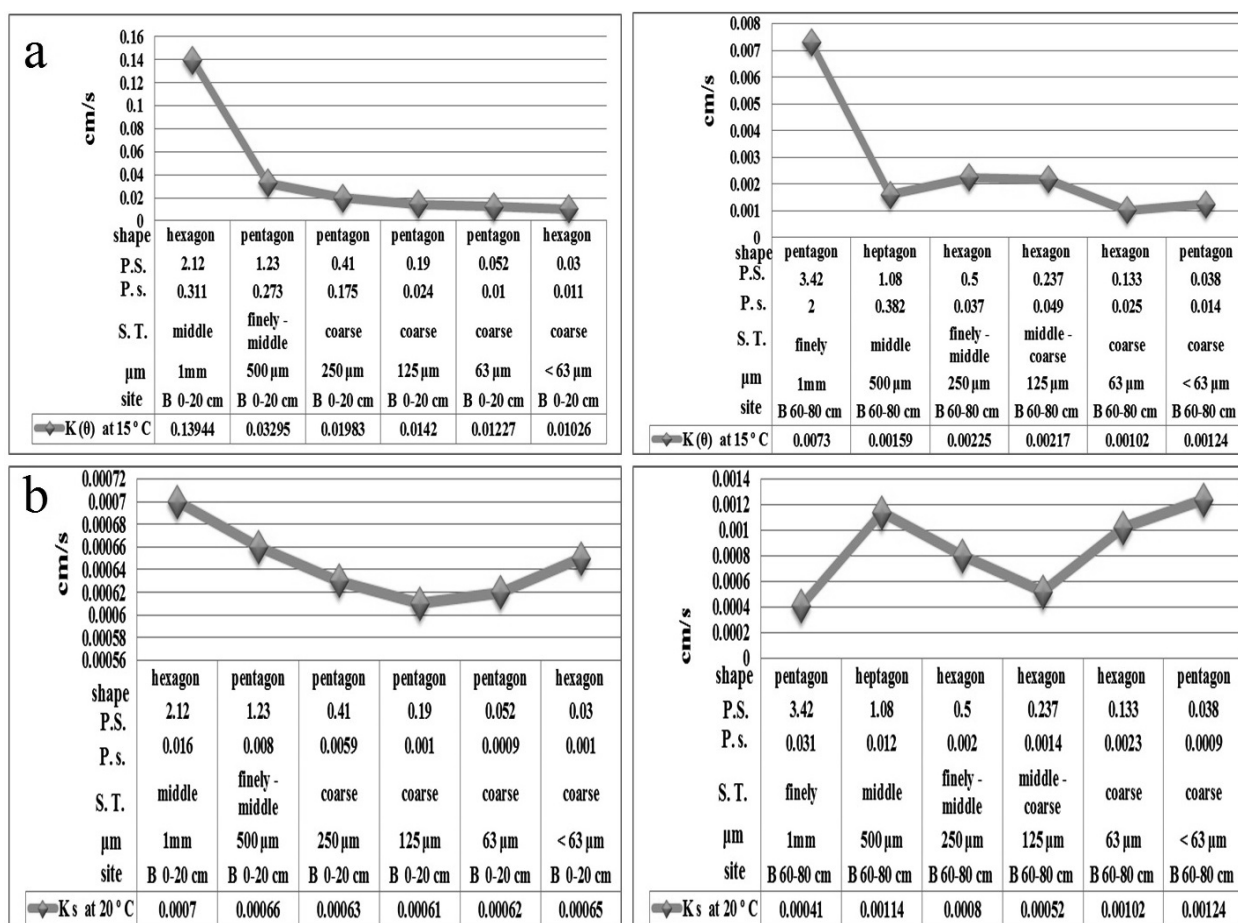 a
cm/s
0.16
0.14
0.12
0.1
0.08
0.06
0.04
0.02
0
shape hexagon pentagon pentagon pentagon pentagon hexagon
P.S. 2.12 1.23 0.41 0.19 0.052 0.03
P. s. 0.311 0.273 0.175 0.024 0.01 0.011
S. T. middle finely - middle coarse coarse coarse coarse
µm 1mm 500 µm 250 µm 125 µm 63 µm < 63 µm
site B 0-20 cm B 0-20 cm B 0-20 cm B 0-20 cm B 0-20 cm B 0-20 cm
K (θ) at 15 º C 0.13944 0.03295 0.01983 0.0142 0.01227 0.01026
cm/s
0.008
0.007
0.006
0.005
0.004
0.003
0.002
0.001
0
shape pentagon heptagon hexagon hexagon hexagon pentagon
P.S. 3.42 1.08 0.5 0.237 0.133 0.038
P. s. 2 0.382 0.037 0.049 0.025 0.014
S. T. finely middle finely - middle middle - coarse coarse coarse
µm 1mm 500 µm 250 µm 125 µm 63 µm < 63 µm
site B 60-80 cm B 60-80 cm B 60-80 cm B 60-80 cm B 60-80 cm B 60-80 cm
K (θ) at 15 º C 0.0073 0.00159 0.00225 0.00217 0.00102 0.00124
b
cm/s
0.00072
0.0007
0.00068
0.00066
0.00064
0.00062
0.0006
0.00058
0.00056
shape hexagon pentagon pentagon pentagon pentagon hexagon
P.S. 2.12 1.23 0.41 0.19 0.052 0.03
P. s. 0.016 0.008 0.0059 0.001 0.0009 0.001
S. T. middle finely - middle coarse coarse coarse coarse
µm 1mm 500 µm 250 µm 125 µm 63 µm < 63 µm
site B 0-20 cm B 0-20 cm B 0-20 cm B 0-20 cm B 0-20 cm B 0-20 cm
K s at 20 º C 0.0007 0.00066 0.00063 0.00061 0.00062 0.00065
cm/s
0.0014
0.0012
0.001
0.0008
0.0006
0.0004
0.0002
0
shape pentagon heptagon hexagon hexagon hexagon pentagon
P.S. 3.42 1.08 0.5 0.237 0.133 0.038
P. s. 0.031 0.012 0.002 0.0014 0.0023 0.0009
S. T. finely middle finely - middle middle - coarse coarse coarse
µm 1mm 500 µm 250 µm 125 µm 63 µm < 63 µm
site B 60-80 cm B 60-80 cm B 60-80 cm B 60-80 cm B 60-80 cm B 60-80 cm
K s at 20 º C 0.00041 0.00114 0.0008 0.00052 0.00102 0.00124